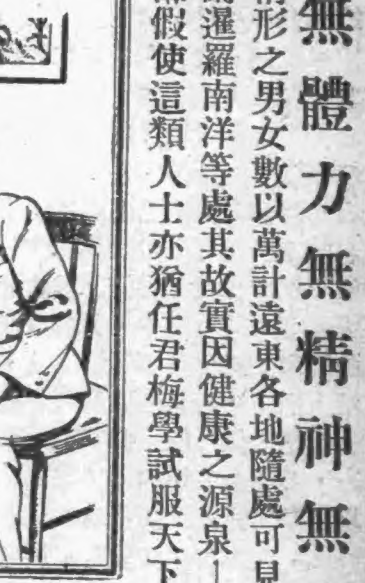 無體力無精神無
形之男女數以萬計遠東各地隨處可見
暹羅南洋等處其故實因健康之源泉
假使這類人士亦猶任君梅學試服天下